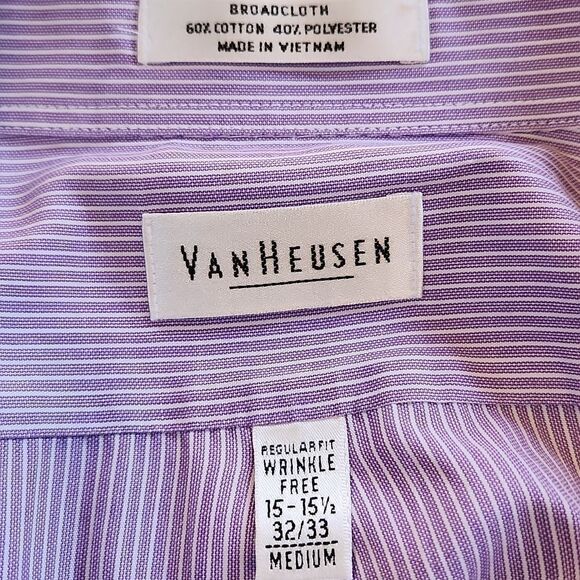 BROADCLOTH
60% COTTON 40% POLYESTER
MADE IN VIETNAM
VANHEUSEN
REGULAR FIT
WRINKLE
FREE
15-15½
32/33
MEDIUM